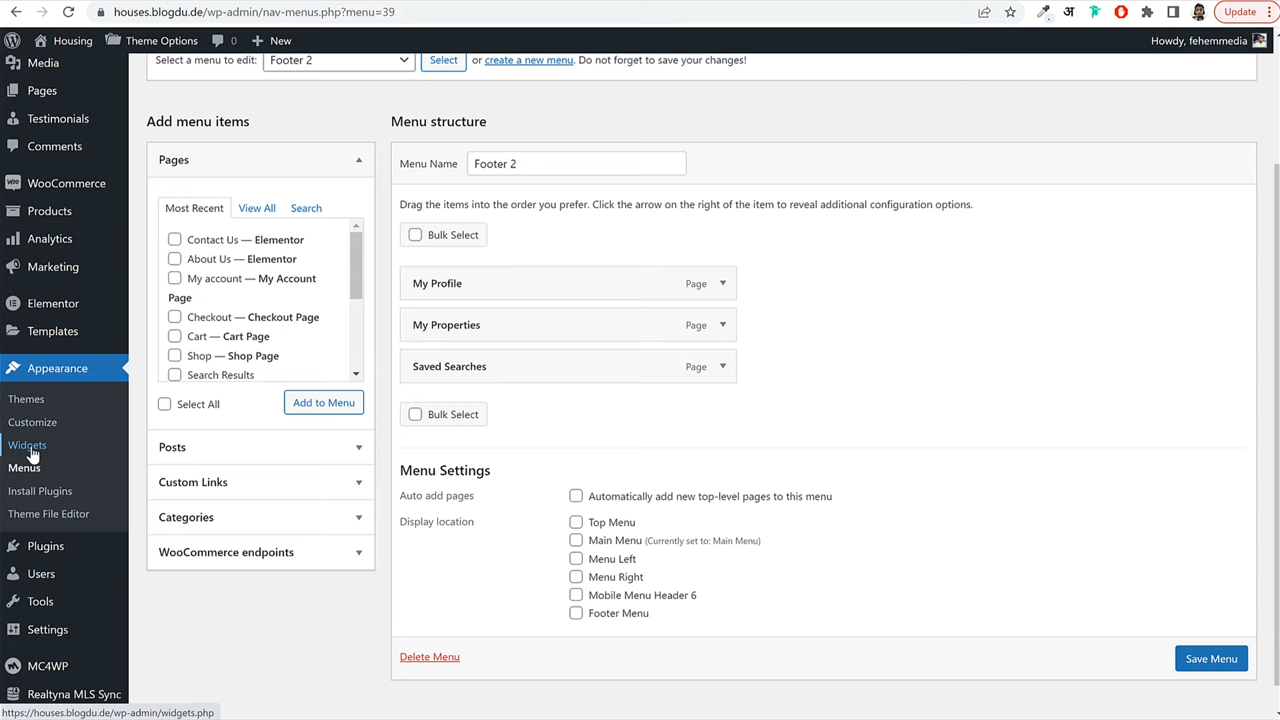 houses.blogdu.de/wp-admin/nav-menus.php?menu=39
अ
Update
Housing
Theme Options
0
New
Howdy, fehemmedia
Media
Pages
Testimonials
Comments
WooCommerce
Products
Analytics
Marketing
Elementor
Templates
Appearance
Themes
Customize
Widgets
Menus
Install Plugins
Theme File Editor
Plugins
Users
Tools
Settings
MC4WP
Realtyna MLS Sync
Select a menu to edit: Footer 2 Select or create a new menu. Do not forget to save your changes!
Add menu items
Pages
Most Recent View All Search
Contact Us — Elementor
About Us — Elementor
My account — My Account
Page
Checkout — Checkout Page
Cart — Cart Page
Shop — Shop Page
Search Results
Select All
Add to Menu
Posts
Custom Links
Categories
WooCommerce endpoints
Menu structure
Menu Name Footer 2
Drag the items into the order you prefer. Click the arrow on the right of the item to reveal additional configuration options.
Bulk Select
My Profile Page
My Properties Page
Saved Searches Page
Bulk Select
Menu Settings
Auto add pages Automatically add new top-level pages to this menu
Display location Top Menu
Main Menu (Currently set to: Main Menu)
Menu Left
Menu Right
Mobile Menu Header 6
Footer Menu
Delete Menu
Save Menu
https://houses.blogdu.de/wp-admin/widgets.php